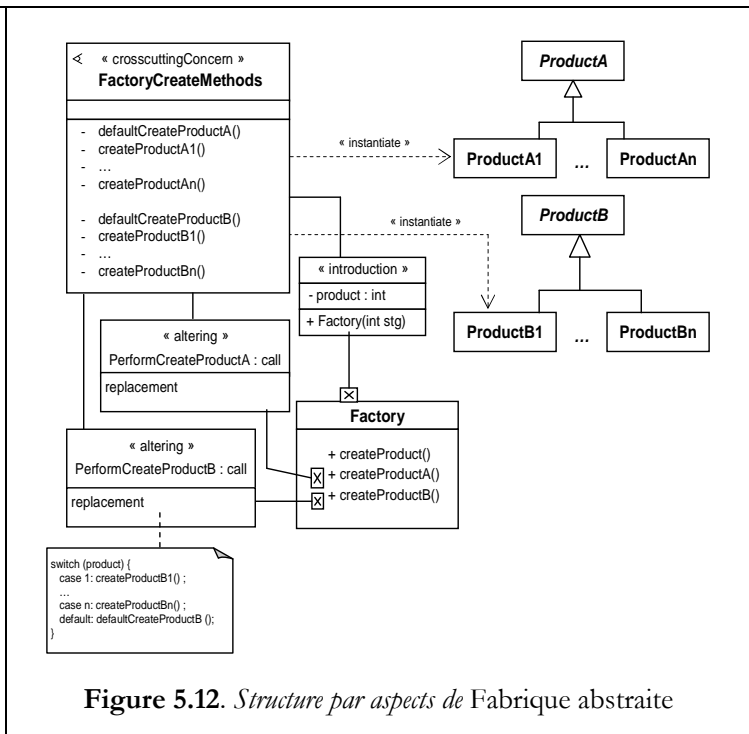 « crosscuttingConcern »
FactoryCreateMethods
- defaultCreateProductA()
- createProductA1()
- ...
- createProductAn()
- defaultCreateProductB()
- createProductB1()
- ...
- createProductBn()
« instantiate »
« instantiate »
ProductA
ProductA1
...
ProductAn
ProductB
ProductB1
...
ProductBn
« introduction »
- product : int
+ Factory(int stg)
« altering »
PerformCreateProductA : call
replacement
« altering »
PerformCreateProductB : call
replacement
X
Factory
+ createProduct()
X + createProductA()
X + createProductB()
switch (product) {
case 1: createProductB1() ;
...
case n: createProductBn() ;
default: defaultCreateProductB ();
}
Figure 5.12. Structure par aspects de Fabrique abstraite